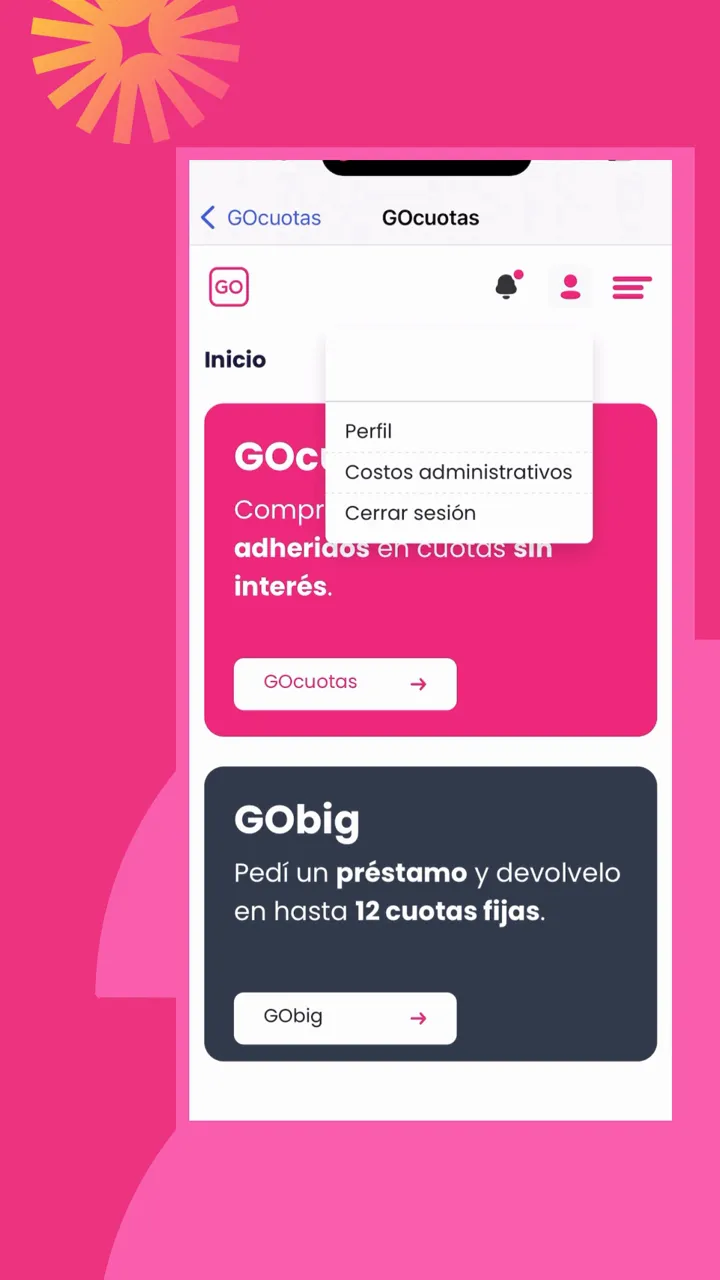 GOcuotas GOcuotas
GO
Inicio
Perfil
Costos administrativos
Cerrar sesión
GOc
Compr
adheridos en cuotas sin
interés.
GOcuotas →
GObig
Pedí un préstamo y devolvelo
en hasta 12 cuotas fijas.
GObig →